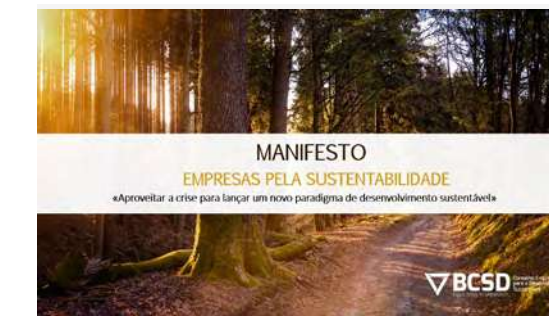 MANIFESTO
EMPRESAS PELA SUSTENTABILIDADE
«Aproveitar a crise para lançar um novo paradigma de desenvolvimento sustentável»
BCSD